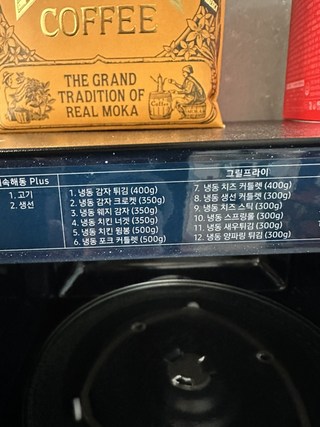 COFFEE
THE GRAND
TRADITION OF
REAL MOKA
속해동 Plus
1. 고기
2. 생선
그릴프라이
1. 냉동 감자 튀김 (400g)
2. 냉동 감자 크로켓 (350g)
3. 냉동 웨지 감자 (350g)
4. 냉동 치킨 너겟 (350g)
5. 냉동 치킨 윙봉 (500g)
6. 냉동 포크 커틀렛 (500g)
7. 냉동 치즈 커틀렛 (400g)
8. 냉동 생선 커틀렛 (300g)
9. 냉동 치즈 스틱 (300g)
10. 냉동 스프링롤 (300g)
11. 냉동 새우튀김 (300g)
12. 냉동 양파링 튀김 (300g)